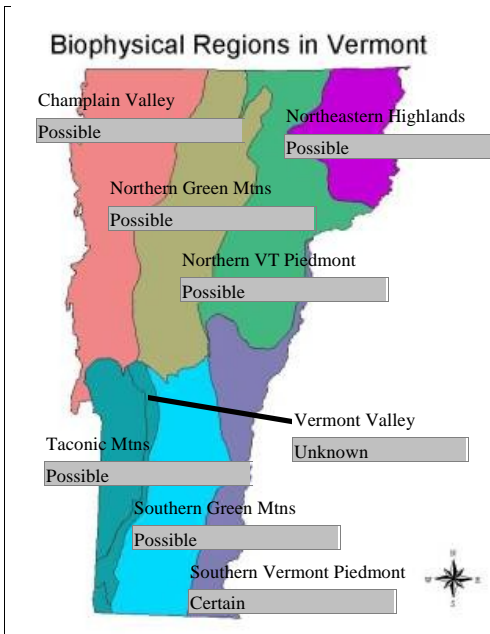 Biophysical Regions in Vermont
Champlain Valley
Possible
Northeastern Highlands
Possible
Northern Green Mtns
Possible
Northern VT Piedmont
Possible
Vermont Valley
Unknown
Taconic Mtns
Possible
Southern Green Mtns
Possible
Southern Vermont Piedmont
Certain
N
W E
S